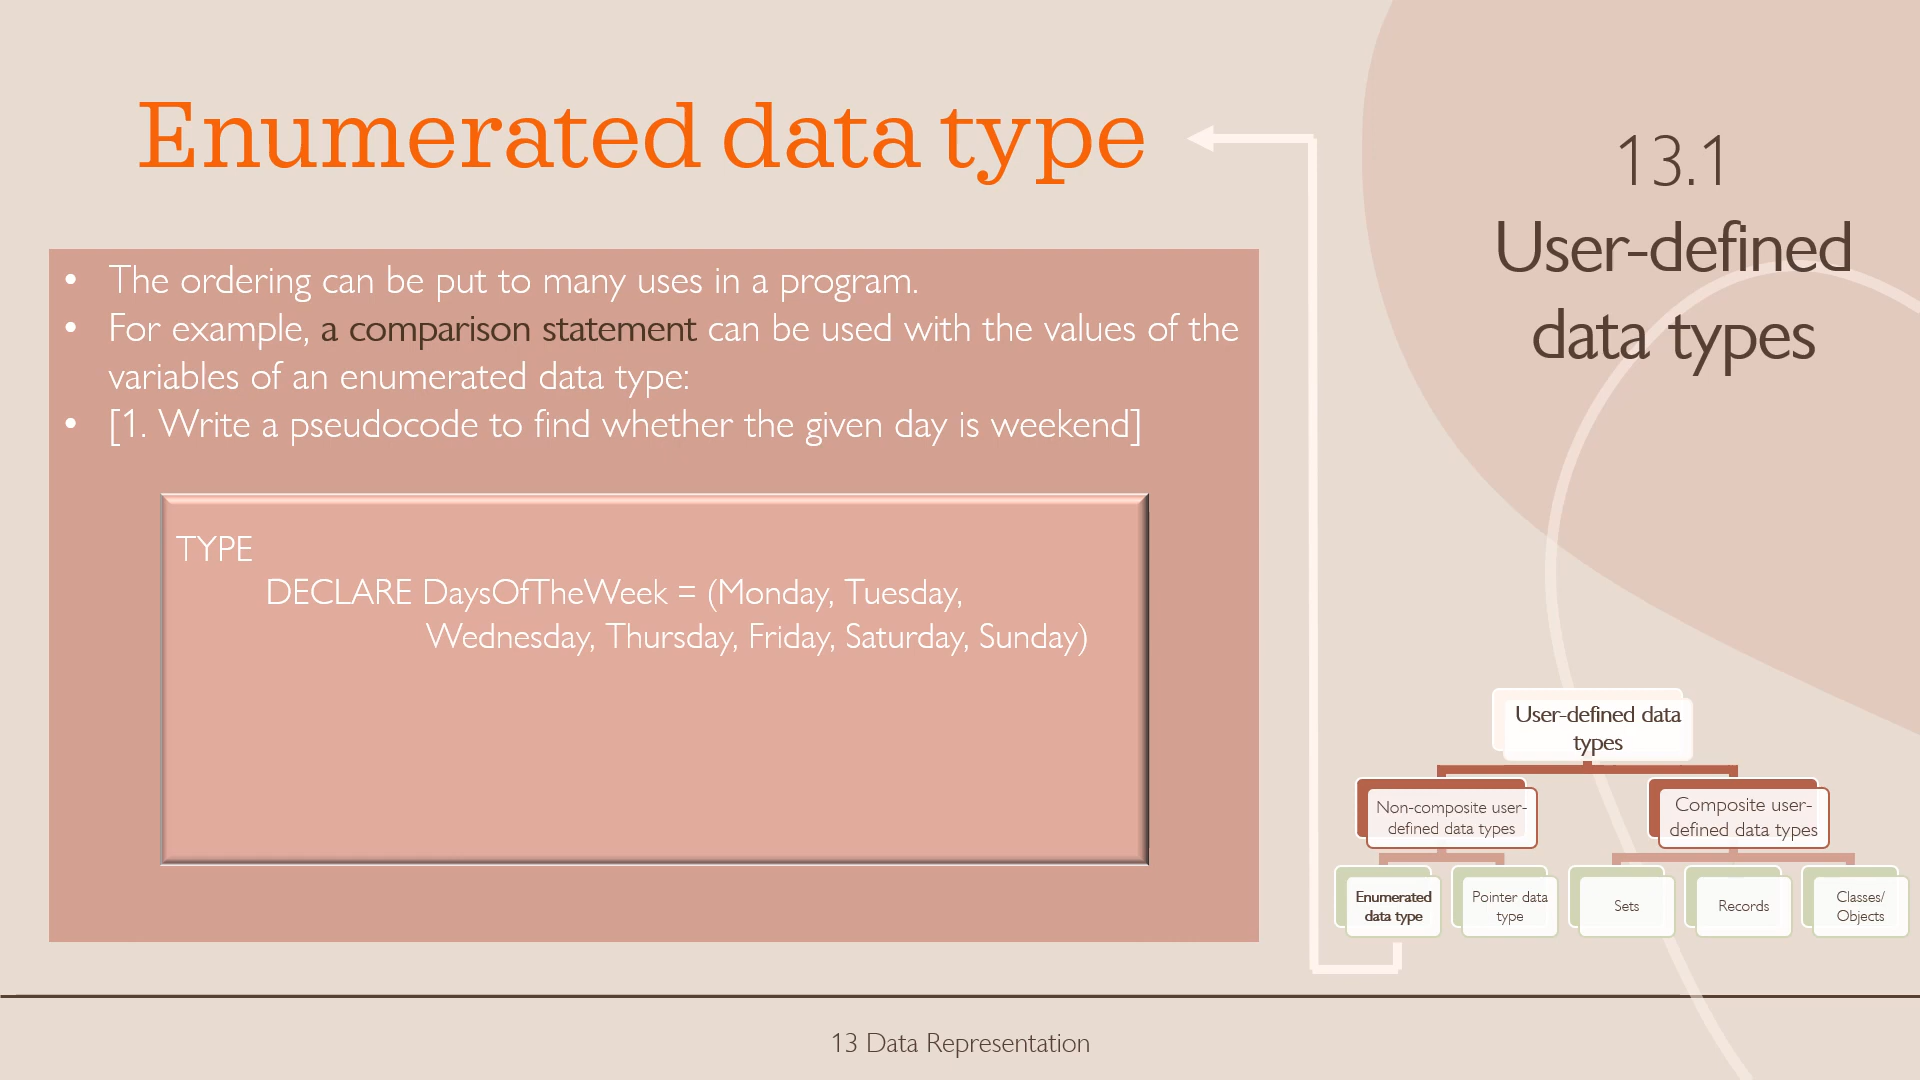 Enumerated data type
• The ordering can be put to many uses in a program.
• For example, a comparison statement can be used with the values of the
variables of an enumerated data type:
• [1. Write a pseudocode to find whether the given day is weekend]
TYPE
DECLARE DaysOfTheWeek = (Monday, Tuesday,
Wednesday, Thursday, Friday, Saturday, Sunday)
13.1
User-defined
data types
User-defined data
types
Non-composite user-
defined data types
Composite user-
defined data types
Enumerated
data type
Pointer data
type
Sets
Records
Classes/
Objects
13 Data Representation